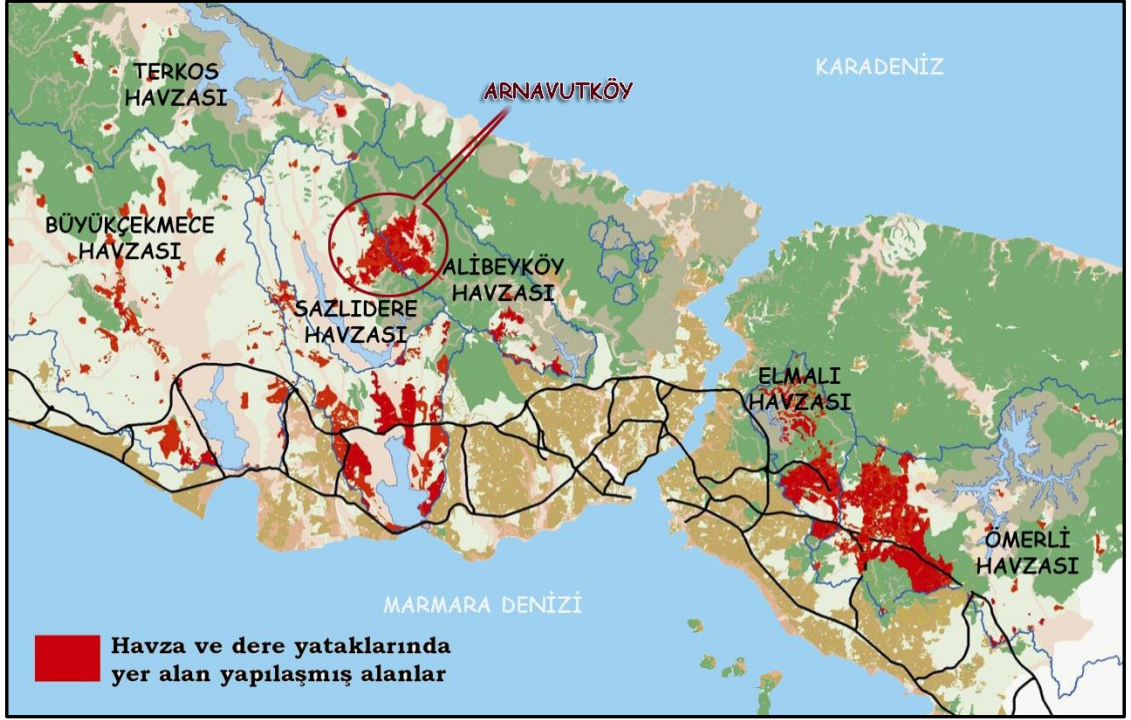 KARADENİZ
TERKOS
HAVZASI
ARNAVUTKÖY
BÜYÜKÇEKMECE
HAVZASI
ALİBEYKÖY
HAVZASI
SAZLIDERE
HAVZASI
ELMALI
HAVZASI
ÖMERLİ
HAVZASI
MARMARA DENİZİ
Havza ve dere yataklarında
yer alan yapılaşmış alanlar